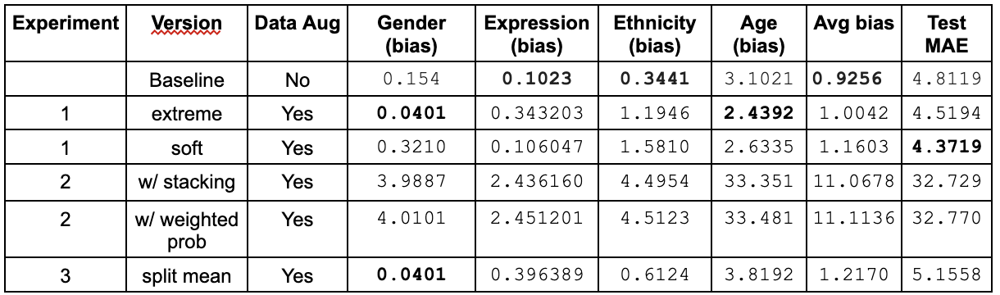 Experiment Version Data Aug Gender Expression Ethnicity Age Avg bias Test
(bias) (bias) (bias) (bias) MAE
Baseline No 0.154 0.1023 0.3441 3.1021 0.9256 4.8119
1 extreme Yes 0.0401 0.343203 1.1946 2.4392 1.0042 4.5194
1 soft Yes 0.3210 0.106047 1.5810 2.6335 1.1603 4.3719
2 w/ stacking Yes 3.9887 2.436160 4.4954 33.351 11.0678 32.729
2 w/ weighted Yes 4.0101 2.451201 4.5123 33.481 11.1136 32.770
prob
3 split mean Yes 0.0401 0.396389 0.6124 3.8192 1.2170 5.1558